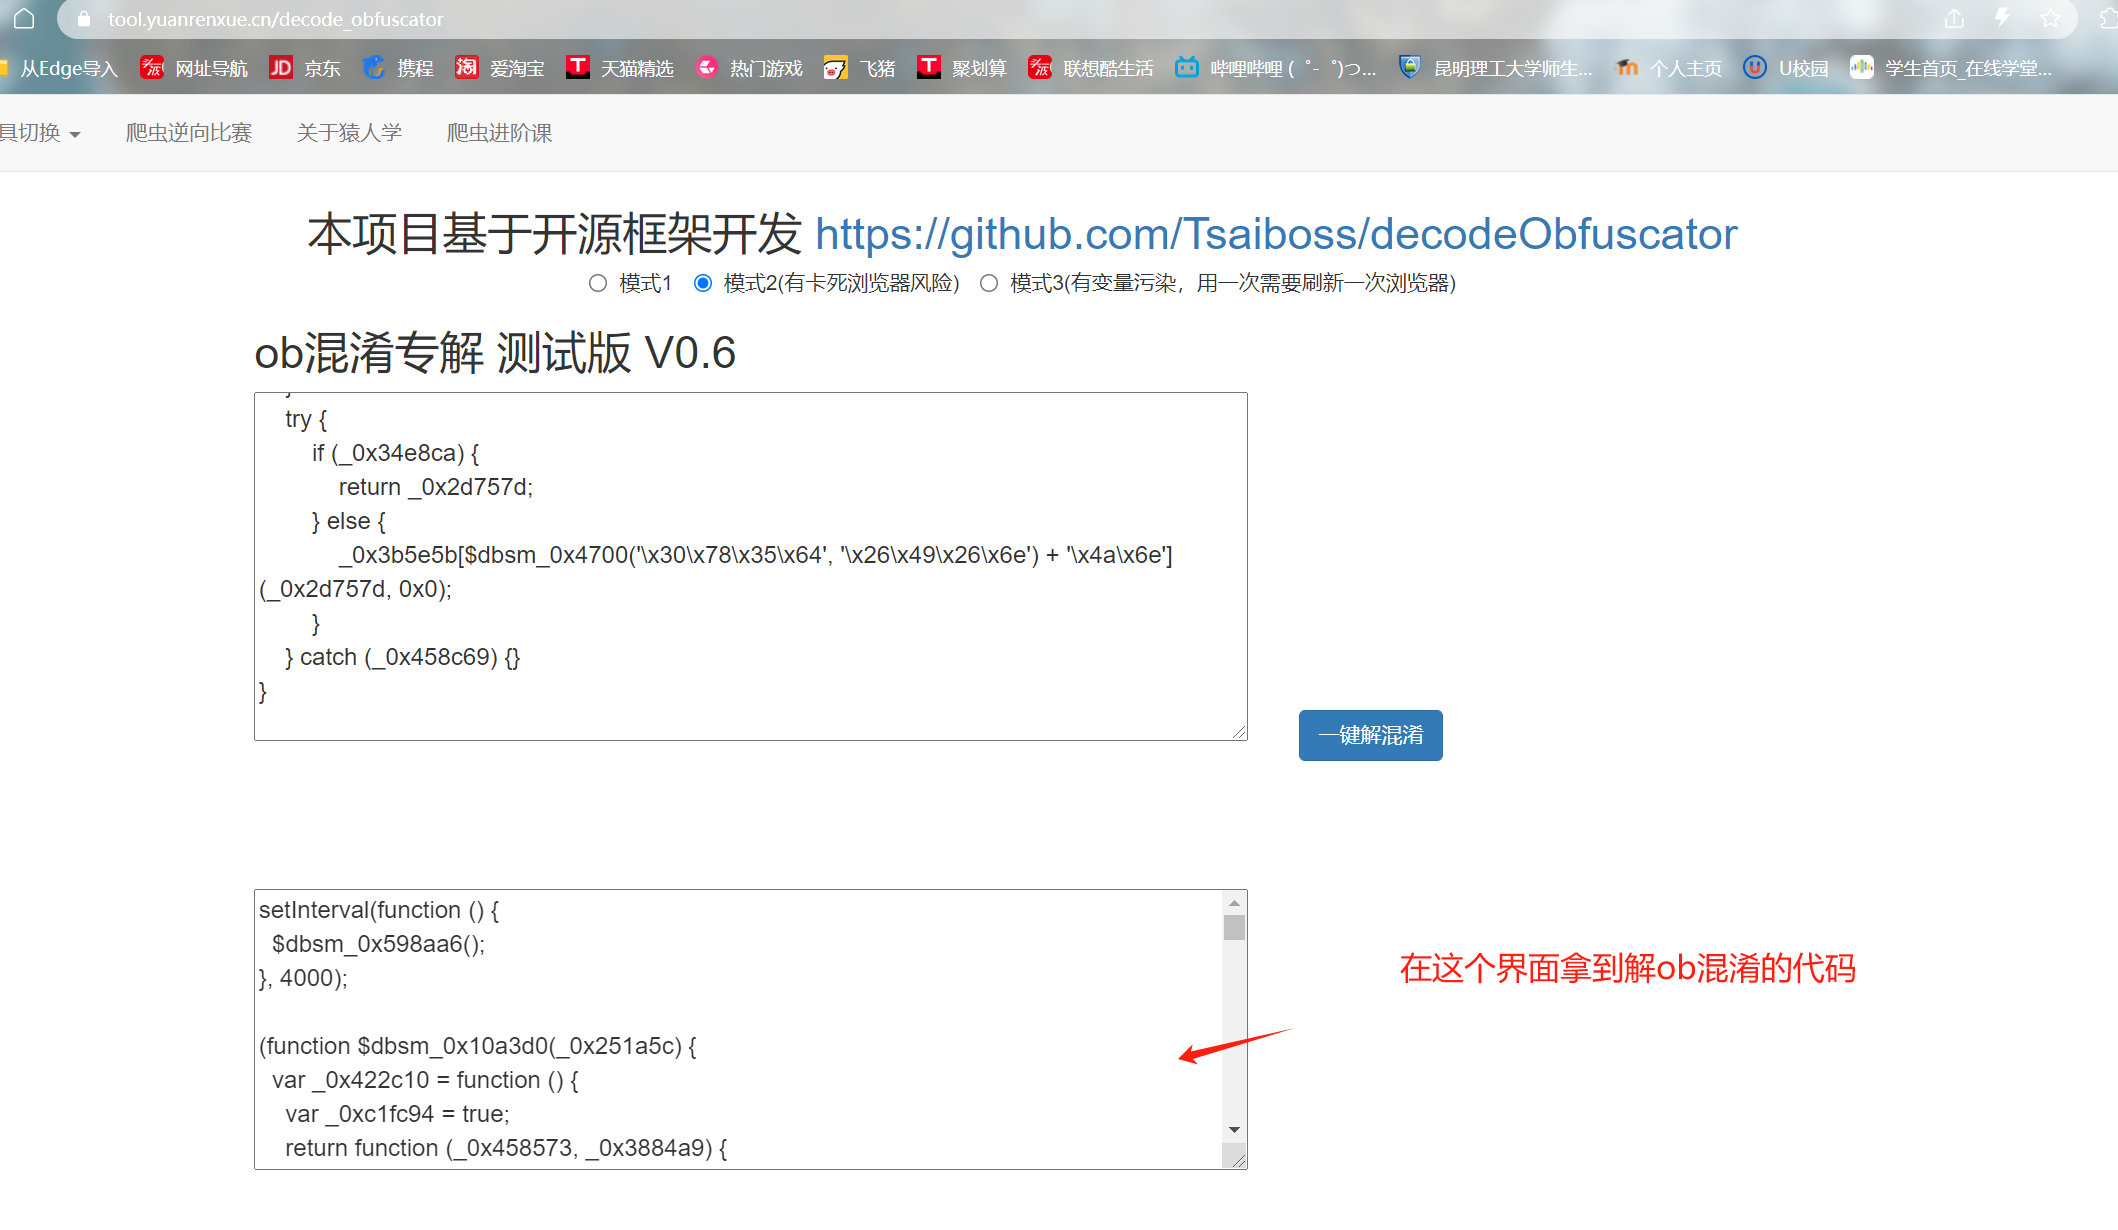 tool.yuanrenxue.cn/decode_obfuscator
从Edge导入 网址导航 JD 京东 携程 淘 爱淘宝 T 天猫精选 热门游戏 飞猪 T 聚划算 联想酷生活 哔哩哔哩 ( ゜- ゜)つ... 昆明理工大学师生... 个人主页 U校园 学生首页_在线学堂...
具切换 爬虫逆向比赛 关于猿人学 爬虫进阶课
本项目基于开源框架开发 https://github.com/Tsaiboss/decodeObfuscator
模式1 模式2(有卡死浏览器风险) 模式3(有变量污染，用一次需要刷新一次浏览器)
ob混淆专解 测试版 V0.6
try {
if (_0x34e8ca) {
return _0x2d757d;
} else {
_0x3b5e5b[$dbsm_0x4700('\x30\x78\x35\x64', '\x26\x49\x26\x6e') + '\x4a\x6e']
(_0x2d757d, 0x0);
}
} catch (_0x458c69) {}
}
一键解混淆
setInterval(function () {
$dbsm_0x598aa6();
}, 4000);
在这个界面拿到解ob混淆的代码
(function $dbsm_0x10a3d0(_0x251a5c) {
var _0x422c10 = function () {
var _0xc1fc94 = true;
return function (_0x458573, _0x3884a9) {